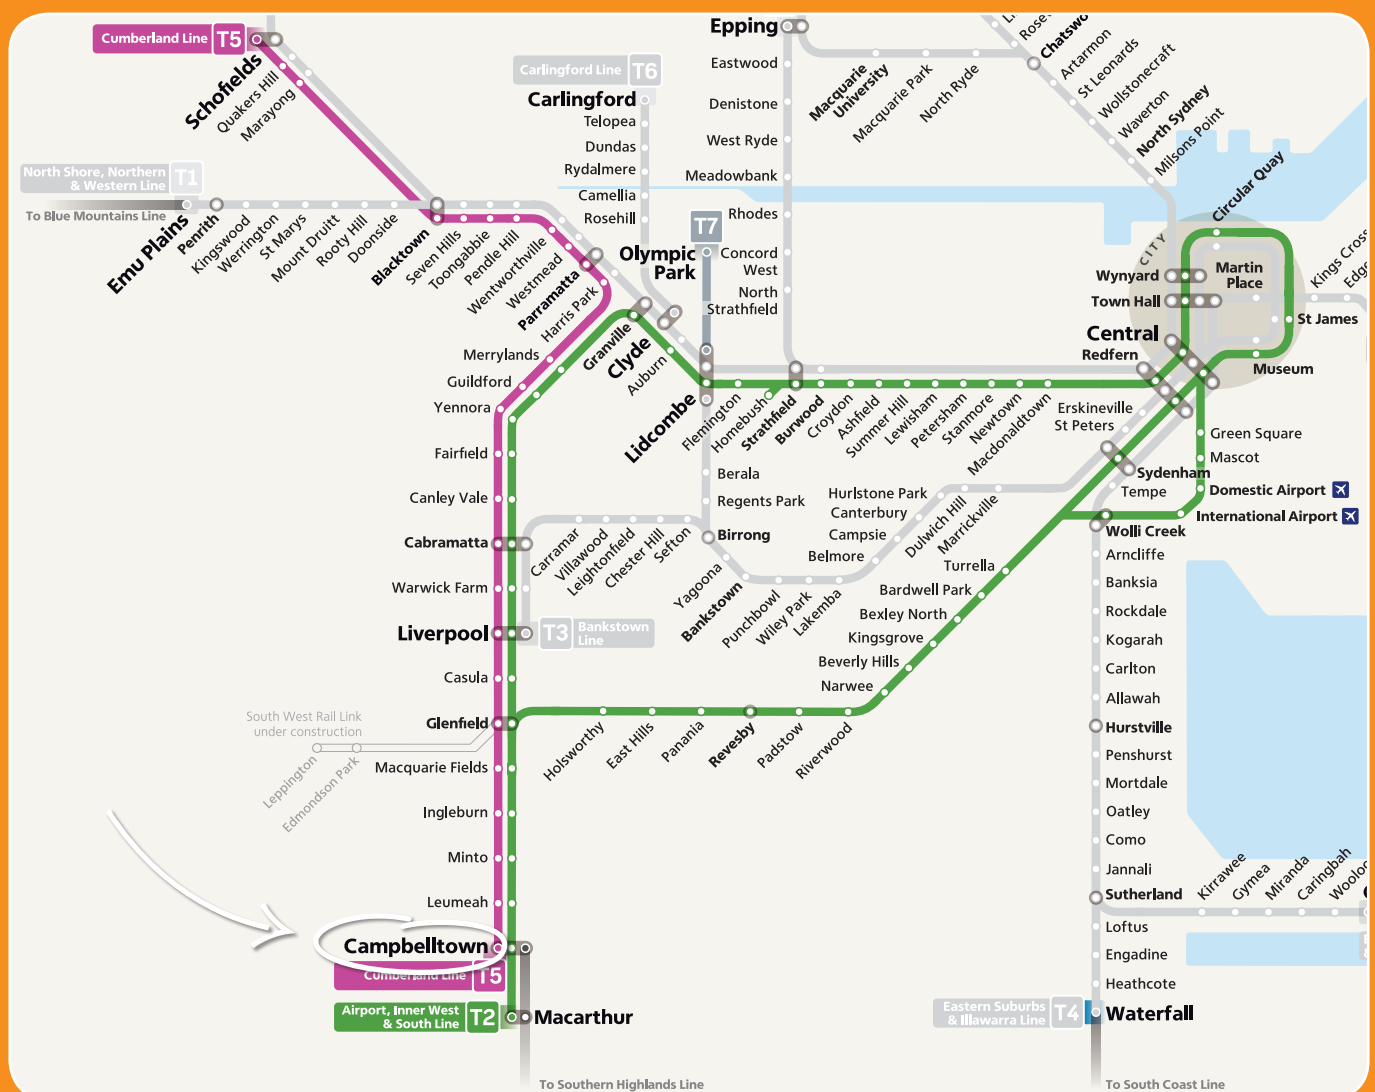 Cumberland Line T5
Schofields
Quakers Hill
Marayong
Carlingford Line T6
Carlingford
Telopea
Dundas
Rydalmere
Camellia
Rosehill
Epping
Eastwood
Denistone
West Ryde
Meadowbank
Rhodes
Concord
West
North
Strathfield
Macquarie
University
Macquarie Park
North Ryde
Chatswo
Artarmon
St Leonards
Wollstonecraft
Waverton
North Sydney
Milsons Point
North Shore, Northern
& Western Line
T1
To Blue Mountains Line
Emu Plains
Penrith
Kingswood
Werrington
St Marys
Mount Druitt
Rooty Hill
Doonside
Blacktown
Seven Hills
Toongabbie
Pendle Hill
Wentworthville
Westmead
Parramatta
Harris Park
Merrylands
Guildford
Yennora
Fairfield
Canley Vale
Cabramatta
Warwick Farm
Liverpool
Casula
Glenfield
Macquarie Fields
Ingleburn
Minto
Leumeah
Campbelltown
Cumberland Line T5
Airport, Inner West
& South Line
T2
Macarthur
To Southern Highlands Line
South West Rail Link
under construction
Leppington
Edmondson Park
T7
Olympic
Park
Granville
Clyde
Auburn
Lidcombe
Flemington
Homebush
Strathfield
Burwood
Croydon
Ashfield
Summer Hill
Lewisham
Petersham
Stanmore
Newtown
Macdonaldtown
Redfern
Central
Town Hall
Wynyard
CITY
Circular Quay
Martin
Place
St James
Museum
Kings Cross
Edge
Erskineville
St Peters
Sydenham
Tempe
Green Square
Mascot
Domestic Airport
International Airport
Wolli Creek
Berala
Regents Park
Birrong
Carramar
Villawood
Leightonfield
Chester Hill
Sefton
T3
Bankstown
Line
Yagoona
Bankstown
Punchbowl
Wiley Park
Lakemba
Belmore
Campsie
Canterbury
Hurlstone Park
Dulwich Hill
Marrickville
Turrella
Bardwell Park
Bexley North
Kingsgrove
Beverly Hills
Narwee
Riverwood
Padstow
Revesby
Panania
East Hills
Holsworthy
Arncliffe
Banksia
Rockdale
Kogarah
Carlton
Allawah
Hurstville
Penshurst
Mortdale
Oatley
Como
Jannali
Sutherland
Kirrawee
Gymea
Miranda
Caringbah
Wooloo
Loftus
Engadine
Heathcote
Eastern Suburbs
& Illawarra Line
T4
Waterfall
To South Coast Line